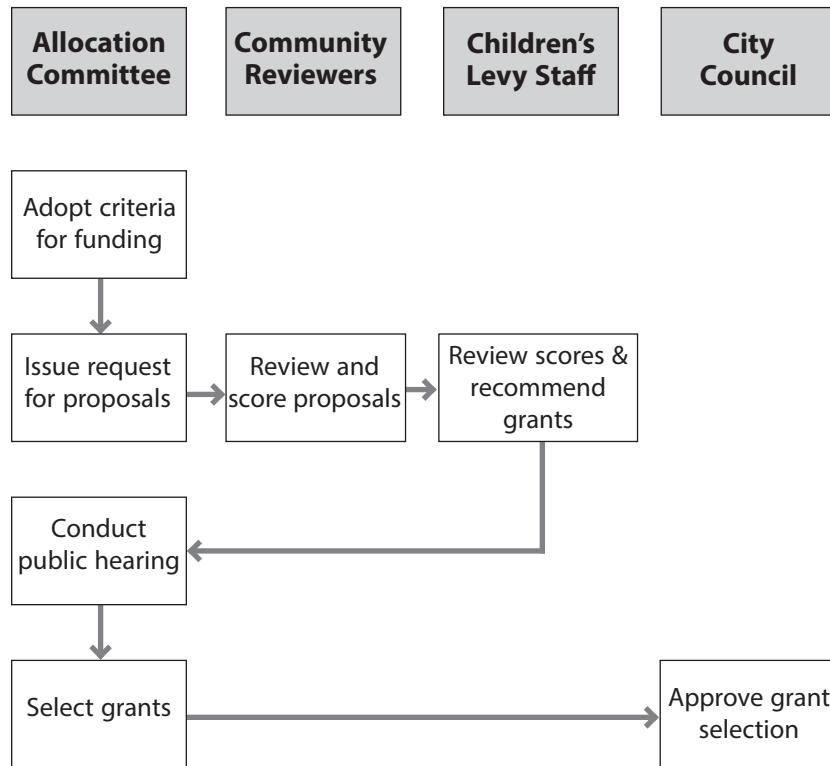 Allocation
Committee
Community
Reviewers
Children’s
Levy Staff
City
Council
Adopt criteria
for funding
Issue request
for proposals
Review and
score proposals
Review scores &
recommend
grants
Conduct
public hearing
Select grants
Approve grant
selection